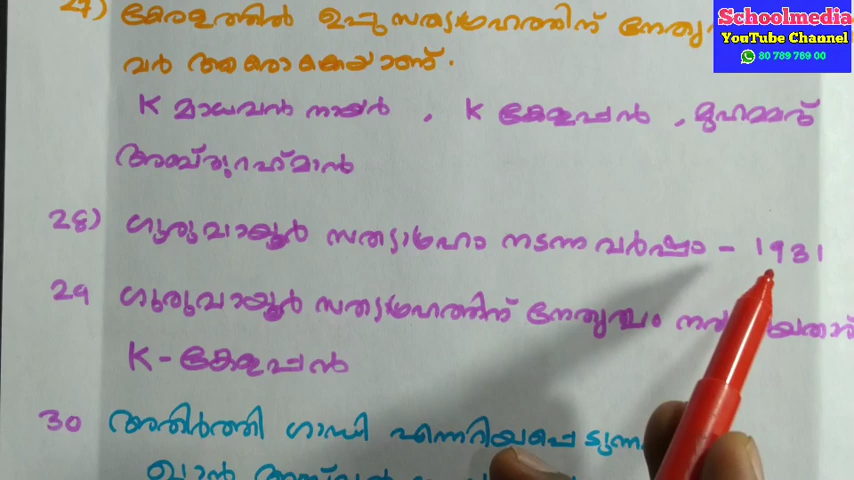 27) കേരളത്തിൽ ഉപ്പുസത്യാഗ്രഹത്തിന്
Schoolmedia
YouTube Channel
80 789 789 00
വർ ആരൊക്കെയാണ്.
K മാധവൻ നായർ, K കേളപ്പൻ, മുഹമ്മദ്
അബ്ദുറഹ്മാൻ
28) ഗുരുവായൂർ സത്യാഗ്രഹം നടന്ന വർഷം - 1931
29 ഗുരുവായൂർ സത്യാഗ്രഹത്തിന് നേതൃത്വം
K - കേളപ്പൻ
30 അതിർത്തി ഗാന്ധി എന്നറിയപ്പെടുന്ന
ഖാൻ